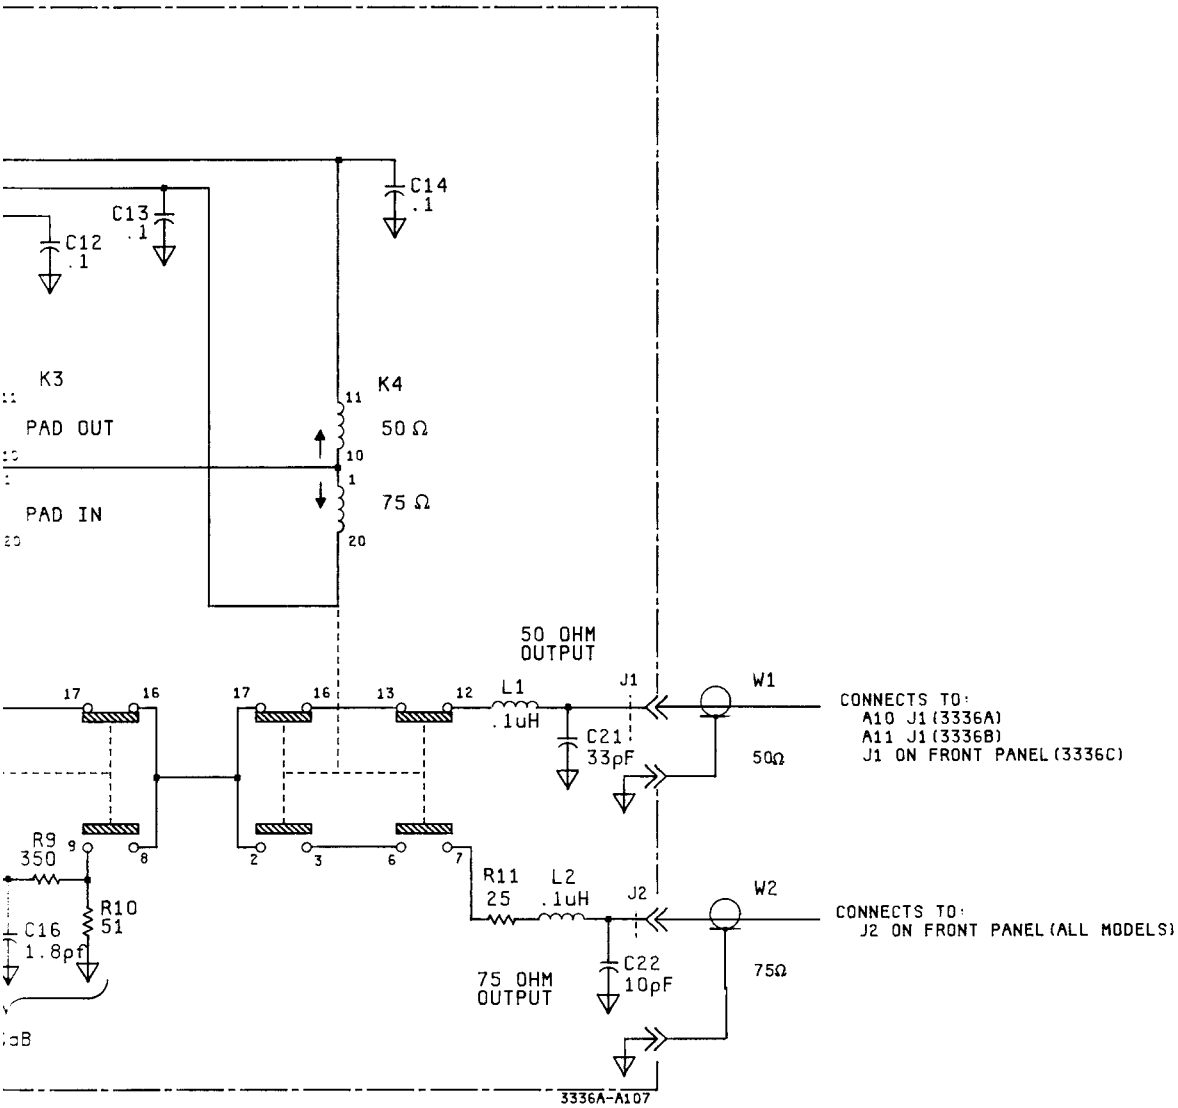 C14
.1
C13
.1
C12
.1
K3
K4
11
11
PAD OUT
50 Ω
10
10
1
1
75 Ω
PAD IN
20
20
50 OHM
OUTPUT
17
16
17
16
13
12
L1
.1uH
J1
W1
CONNECTS TO:
A10 J1(3336A)
A11 J1(3336B)
J1 ON FRONT PANEL(3336C)
C21
33pF
50Ω
R9
350
9
8
2
3
6
7
R11
25
L2
.1uH
J2
W2
CONNECTS TO:
J2 ON FRONT PANEL(ALL MODELS)
R10
51
C16
1.8pf
C22
10pF
75Ω
75 OHM
OUTPUT
3336A-A107